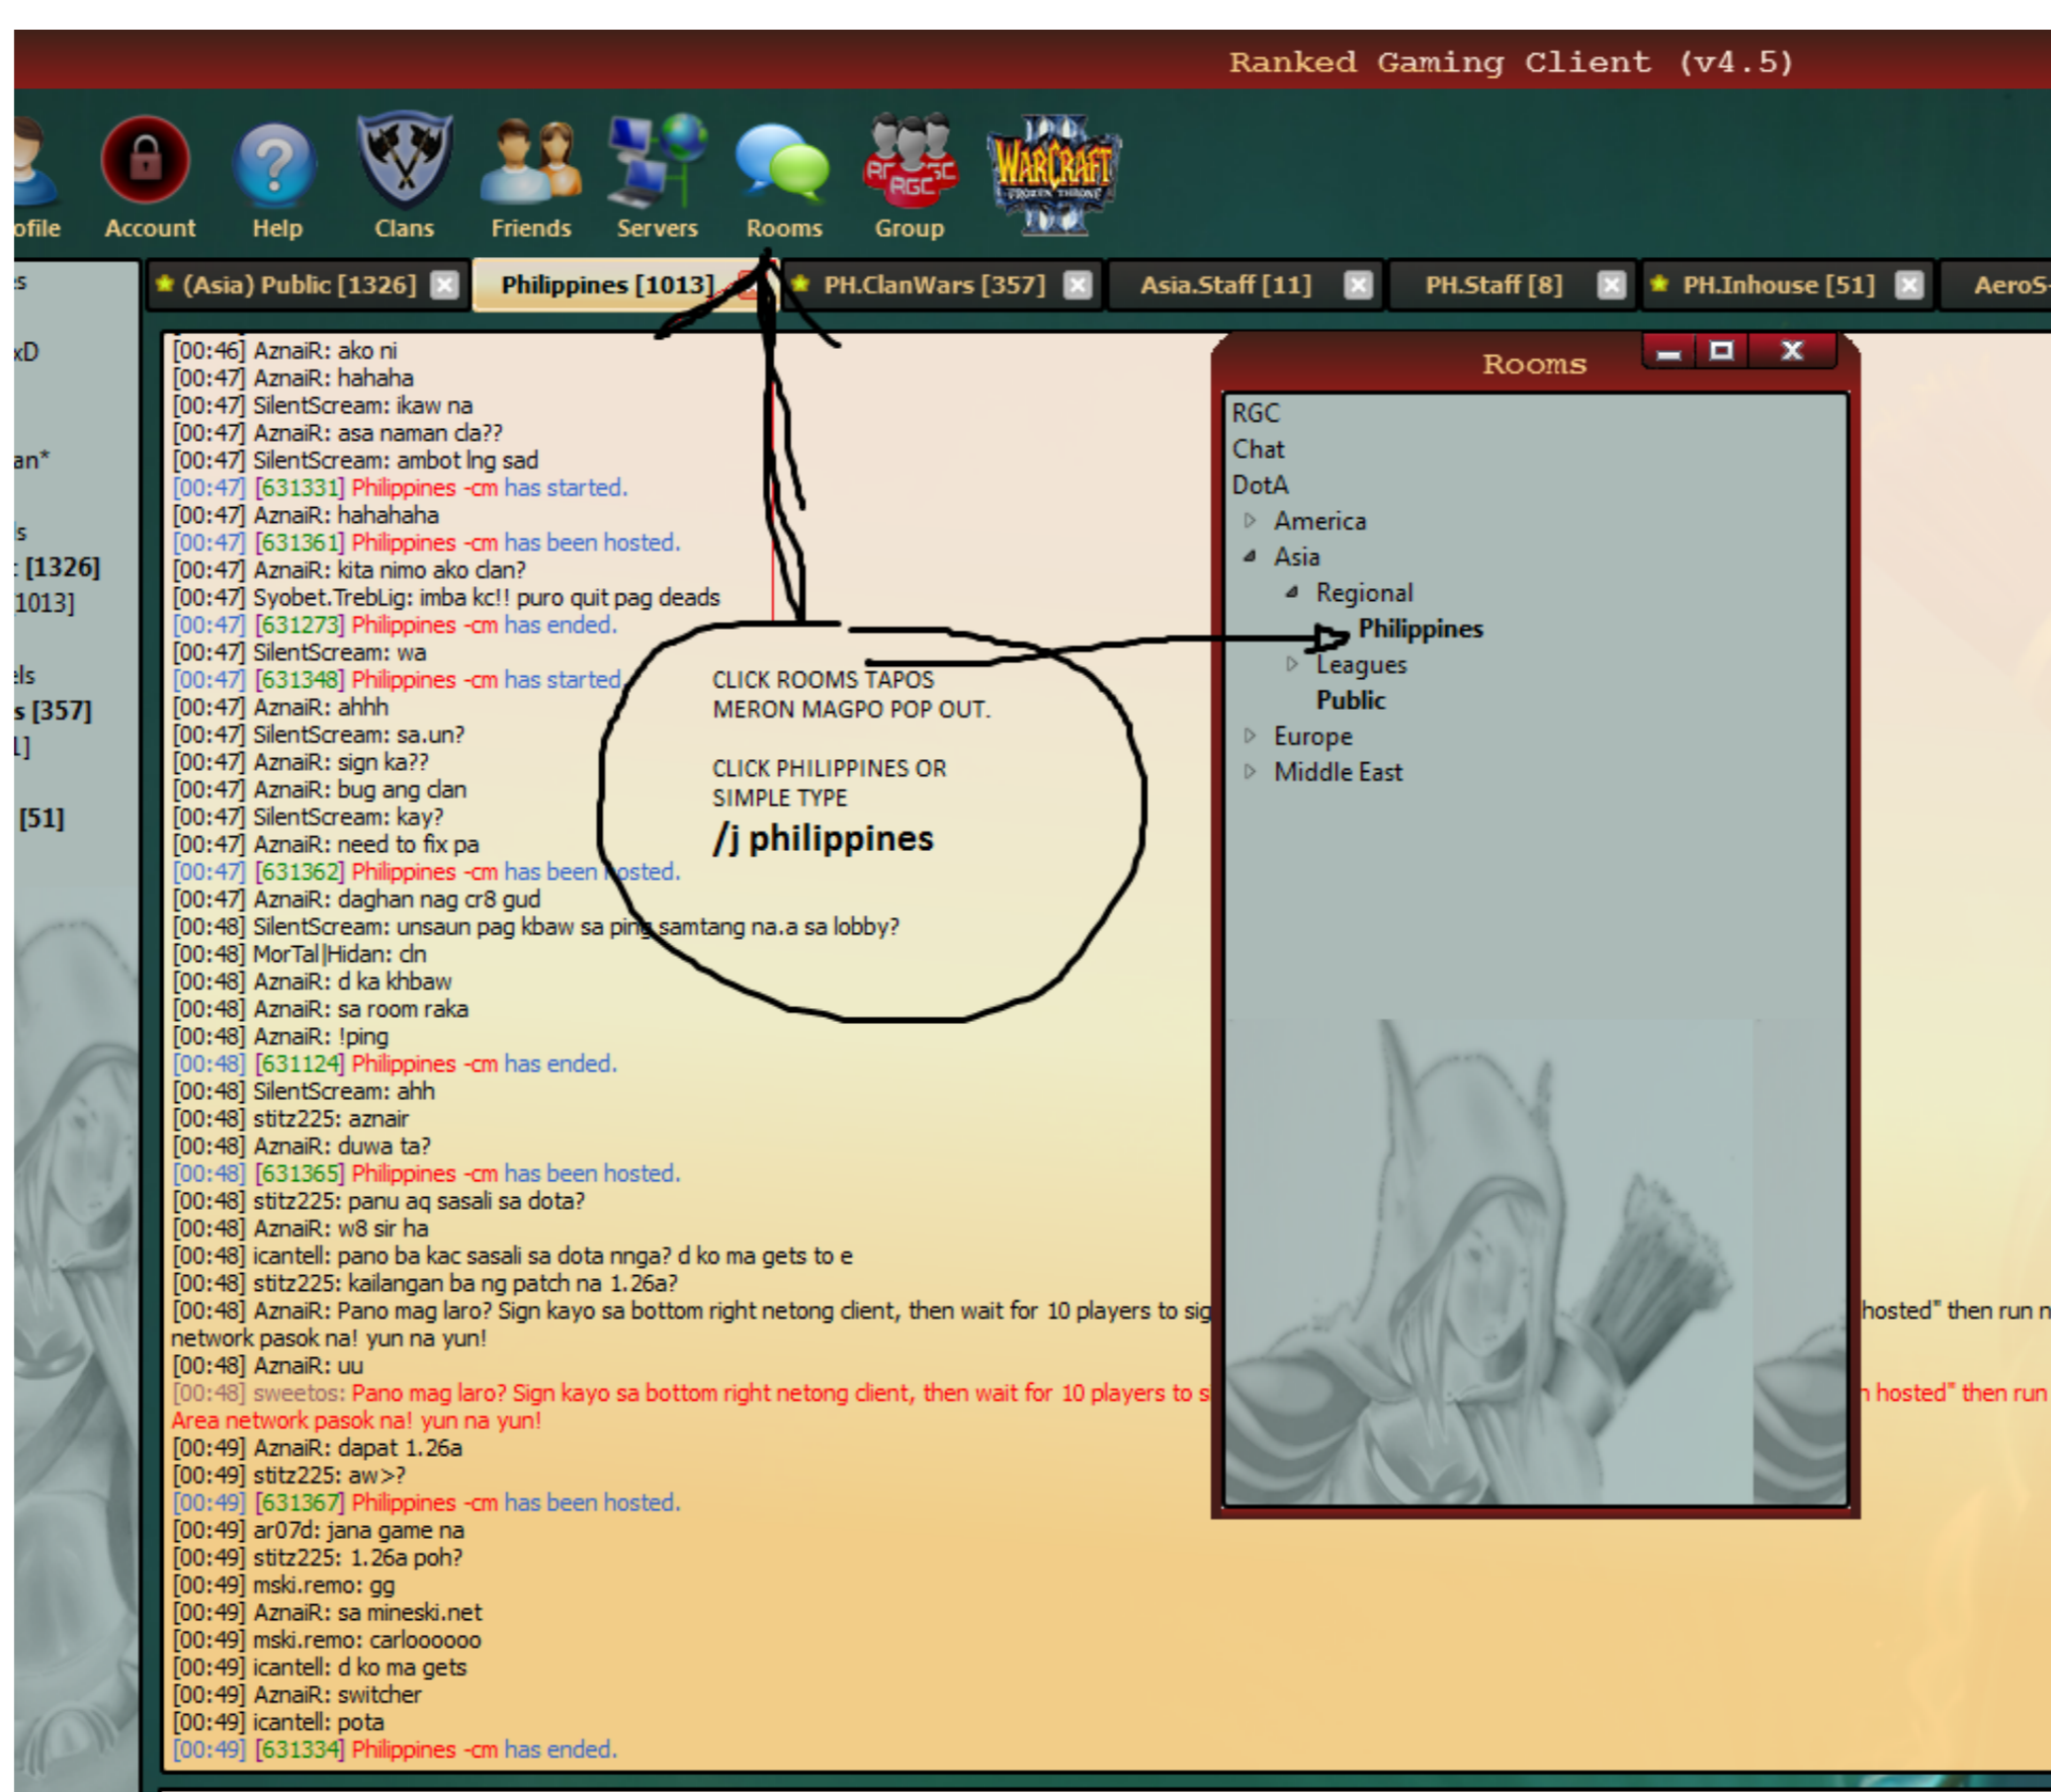 Ranked Gaming Client (v4.5)
ofile
Account
Help
Clans
Friends
Servers
Rooms
Group
WARCRAFT
FROZEN THRONE
(Asia) Public [1326]
Philippines [1013]
PH.ClanWars [357]
Asia.Staff [11]
PH.Staff [8]
PH.Inhouse [51]
AeroS-
es
xD
an*
ls
: [1326]
[1013]
els
s [357]
1]
[51]
[00:46] AznaiR: ako ni
[00:47] AznaiR: hahaha
[00:47] SilentScream: ikaw na
[00:47] AznaiR: asa naman cla??
[00:47] SilentScream: ambot lng sad
[00:47] [631331] Philippines -cm has started.
[00:47] AznaiR: hahahaha
[00:47] [631361] Philippines -cm has been hosted.
[00:47] AznaiR: kita nimo ako clan?
[00:47] Syobet.TrebLig: imba kc!! puro quit pag deads
[00:47] [631273] Philippines -cm has ended.
[00:47] SilentScream: wa
[00:47] [631348] Philippines -cm has started
[00:47] AznaiR: ahhh
[00:47] SilentScream: sa.un?
[00:47] AznaiR: sign ka??
[00:47] AznaiR: bug ang clan
[00:47] SilentScream: kay?
[00:47] AznaiR: need to fix pa
[00:47] [631362] Philippines -cm has been hosted.
[00:47] AznaiR: daghan nag cr8 gud
[00:48] SilentScream: unsaun pag kbaw sa ping samtang na.a sa lobby?
[00:48] MorTal|Hidan: cln
[00:48] AznaiR: d ka khbaw
[00:48] AznaiR: sa room raka
[00:48] AznaiR: !ping
[00:48] [631124] Philippines -cm has ended.
[00:48] SilentScream: ahh
[00:48] stitz225: aznair
[00:48] AznaiR: duwa ta?
[00:48] [631365] Philippines -cm has been hosted.
[00:48] stitz225: panu aq sasali sa dota?
[00:48] AznaiR: w8 sir ha
[00:48] icantell: pano ba kac sasali sa dota nnga? d ko ma gets to e
[00:48] stitz225: kailangan ba ng patch na 1.26a?
[00:48] AznaiR: Pano mag laro? Sign kayo sa bottom right netong client, then wait for 10 players to sig hosted" then run n
network pasok na! yun na yun!
[00:48] AznaiR: uu
[00:48] sweetos: Pano mag laro? Sign kayo sa bottom right netong client, then wait for 10 players to s n hosted" then run
Area network pasok na! yun na yun!
[00:49] AznaiR: dapat 1.26a
[00:49] stitz225: aw>?
[00:49] [631367] Philippines -cm has been hosted.
[00:49] ar07d: jana game na
[00:49] stitz225: 1.26a poh?
[00:49] mski.remo: gg
[00:49] AznaiR: sa mineski.net
[00:49] mski.remo: carloooooo
[00:49] icantell: d ko ma gets
[00:49] AznaiR: switcher
[00:49] icantell: pota
[00:49] [631334] Philippines -cm has ended.
CLICK ROOMS TAPOS
MERON MAGPO POP OUT.
CLICK PHILIPPINES OR
SIMPLE TYPE
/j philippines
Rooms
RGC
Chat
DotA
America
Asia
Regional
Philippines
Leagues
Public
Europe
Middle East